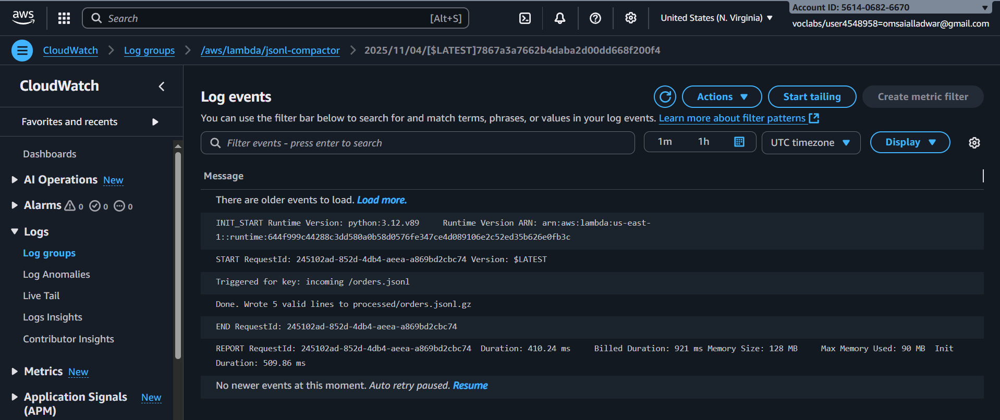 aws
Search [Alt+S]
United States (N. Virginia)
Account ID: 5614-0682-6670
voclabs/user4548958=omsaialladwar@gmail.com
CloudWatch
Log groups
/aws/lambda/jsonl-compactor
2025/11/04/[$LATEST]7867a3a7662b4daba2d00dd668f200f4
CloudWatch
Favorites and recents
Dashboards
AI Operations New
Alarms 0 0 0
Logs
Log groups
Log Anomalies
Live Tail
Logs Insights
Contributor Insights
Metrics New
Application Signals New
(APM)
Log events
Actions
Start tailing
Create metric filter
You can use the filter bar below to search for and match terms, phrases, or values in your log events. Learn more about filter patterns
Filter events - press enter to search
1m 1h
UTC timezone
Display
Message
There are older events to load. Load more.
INIT_START Runtime Version: python:3.12.v89 Runtime Version ARN: arn:aws:lambda:us-east-
1::runtime:644f999c44288c3dd580a0b58d0576fe347ce4d089106e2c52ed35b626e0fb3c
START RequestId: 245102ad-852d-4db4-aeea-a869bd2cbc74 Version: $LATEST
Triggered for key: incoming /orders.jsonl
Done. Wrote 5 valid lines to processed/orders.jsonl.gz
END RequestId: 245102ad-852d-4db4-aeea-a869bd2cbc74
REPORT RequestId: 245102ad-852d-4db4-aeea-a869bd2cbc74 Duration: 410.24 ms Billed Duration: 921 ms Memory Size: 128 MB Max Memory Used: 90 MB Init
Duration: 509.86 ms
No newer events at this moment. Auto retry paused. Resume